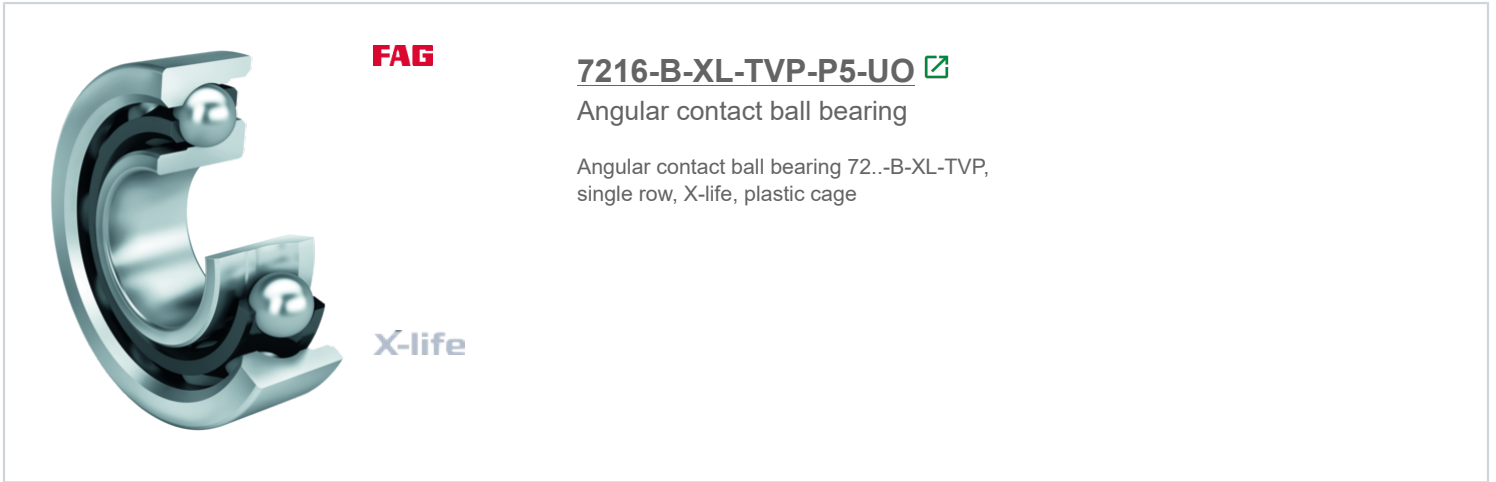 FAG
7216-B-XL-TVP-P5-UO
Angular contact ball bearing
Angular contact ball bearing 72..-B-XL-TVP,
single row, X-life, plastic cage
X-life